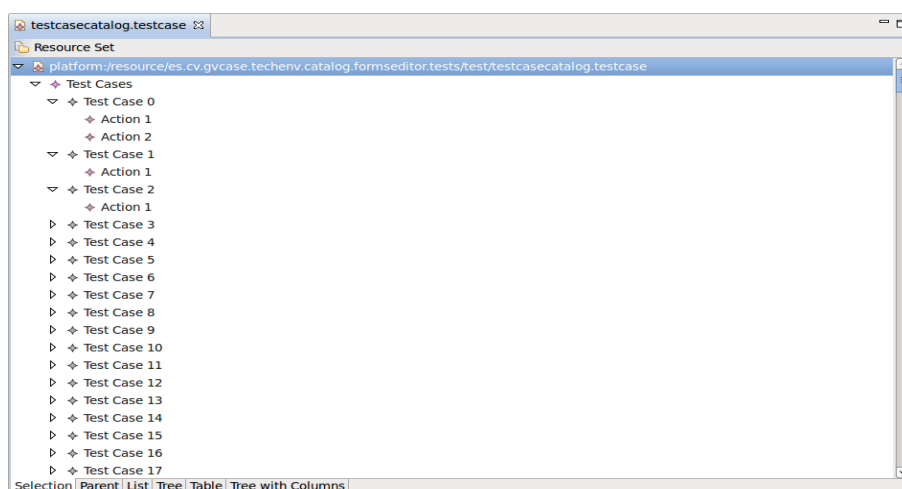 testcasecatalog.testcase
Resource Set
platform:/resource/es.cv.gvcase.techenv.catalog.formseditor.tests/test/testcasecatalog.testcase
Test Cases
Test Case 0
Action 1
Action 2
Test Case 1
Action 1
Test Case 2
Action 1
Test Case 3
Test Case 4
Test Case 5
Test Case 6
Test Case 7
Test Case 8
Test Case 9
Test Case 10
Test Case 11
Test Case 12
Test Case 13
Test Case 14
Test Case 15
Test Case 16
Test Case 17
Selection Parent List Tree Table Tree with Columns